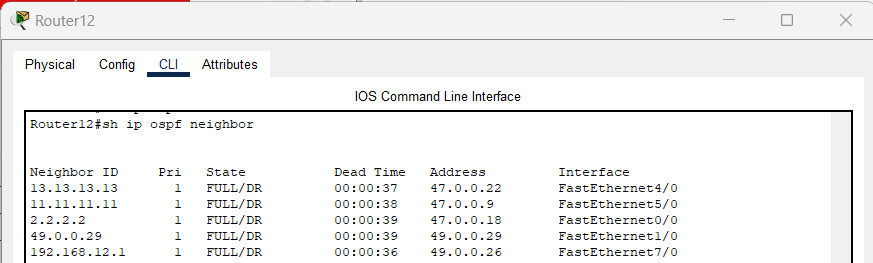 Router12
Physical Config CLI Attributes
IOS Command Line Interface
Router12#sh ip ospf neighbor
Neighbor ID Pri State Dead Time Address Interface
13.13.13.13 1 FULL/DR 00:00:37 47.0.0.22 FastEthernet4/0
11.11.11.11 1 FULL/DR 00:00:38 47.0.0.9 FastEthernet5/0
2.2.2.2 1 FULL/DR 00:00:39 47.0.0.18 FastEthernet0/0
49.0.0.29 1 FULL/DR 00:00:39 49.0.0.29 FastEthernet1/0
192.168.12.1 1 FULL/DR 00:00:36 49.0.0.26 FastEthernet7/0